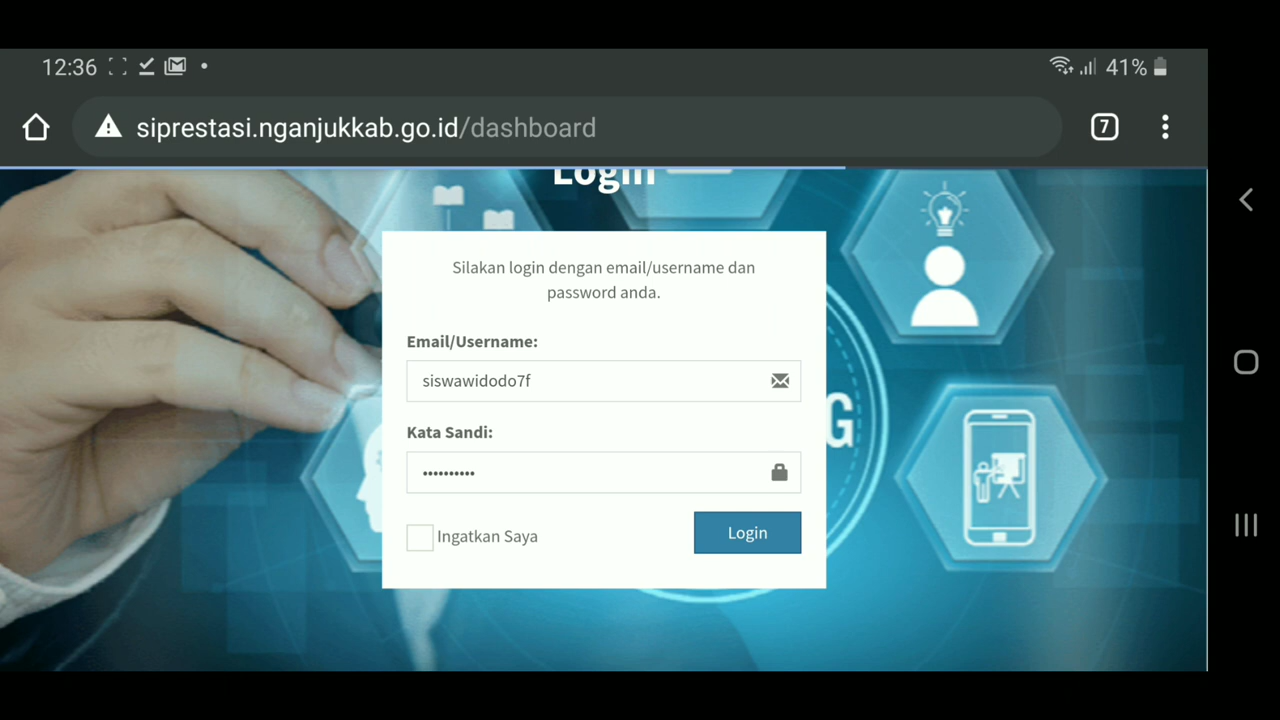 12:36
41%
siprestasi.nganjukkab.go.id/dashboard
7
Login
Silakan login dengan email/username dan
password anda.
Email/Username:
siswawidodo7f
Kata Sandi:
••••••••••
Ingatkan Saya
Login
G